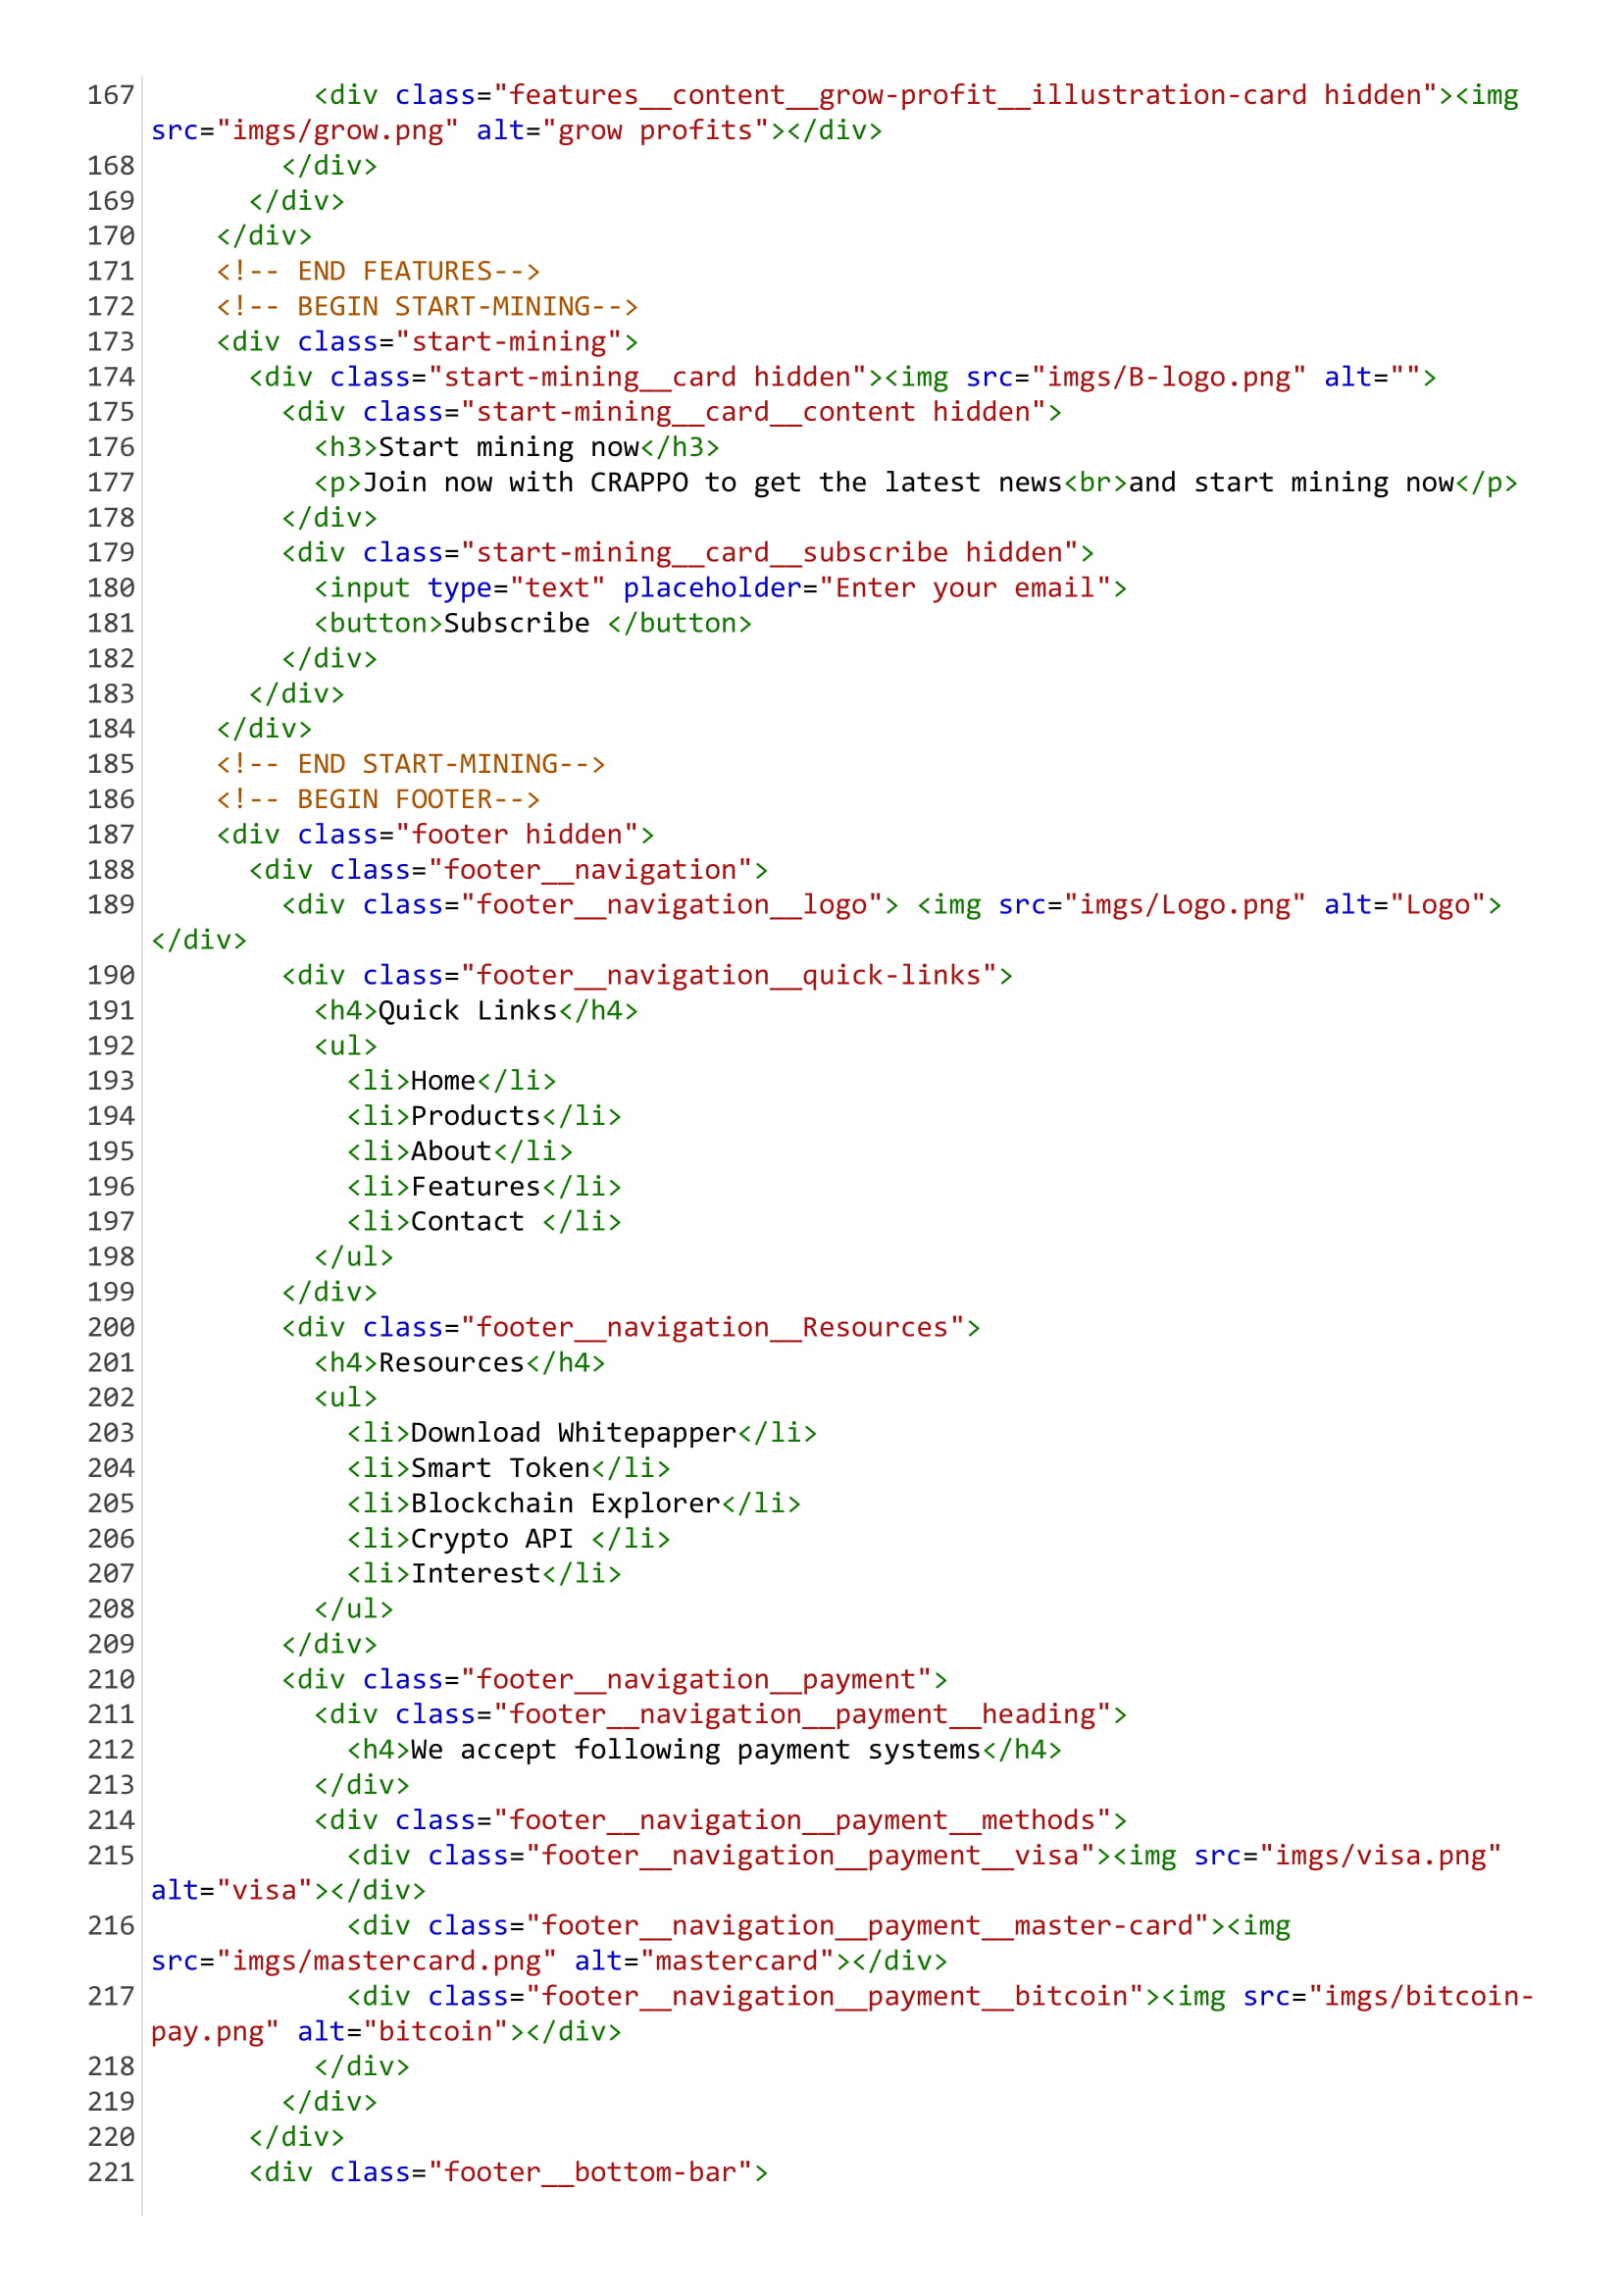 167           <div class="features__content__grow-profit__illustration-card hidden"><img
src="imgs/grow.png" alt="grow profits"></div>
168         </div>
169       </div>
170     </div>
171     <!-- END FEATURES-->
172     <!-- BEGIN START-MINING-->
173     <div class="start-mining">
174       <div class="start-mining__card hidden"><img src="imgs/B-logo.png" alt="">
175         <div class="start-mining__card__content hidden">
176           <h3>Start mining now</h3>
177           <p>Join now with CRAPPO to get the latest news<br>and start mining now</p>
178         </div>
179         <div class="start-mining__card__subscribe hidden">
180           <input type="text" placeholder="Enter your email">
181           <button>Subscribe </button>
182         </div>
183       </div>
184     </div>
185     <!-- END START-MINING-->
186     <!-- BEGIN FOOTER-->
187     <div class="footer hidden">
188       <div class="footer__navigation">
189         <div class="footer__navigation__logo"> <img src="imgs/Logo.png" alt="Logo">
</div>
190         <div class="footer__navigation__quick-links">
191           <h4>Quick Links</h4>
192           <ul>
193             <li>Home</li>
194             <li>Products</li>
195             <li>About</li>
196             <li>Features</li>
197             <li>Contact </li>
198           </ul>
199         </div>
200         <div class="footer__navigation__Resources">
201           <h4>Resources</h4>
202           <ul>
203             <li>Download Whitepapper</li>
204             <li>Smart Token</li>
205             <li>Blockchain Explorer</li>
206             <li>Crypto API </li>
207             <li>Interest</li>
208           </ul>
209         </div>
210         <div class="footer__navigation__payment">
211           <div class="footer__navigation__payment__heading">
212             <h4>We accept following payment systems</h4>
213           </div>
214           <div class="footer__navigation__payment__methods">
215             <div class="footer__navigation__payment__visa"><img src="imgs/visa.png"
alt="visa"></div>
216             <div class="footer__navigation__payment__master-card"><img
src="imgs/mastercard.png" alt="mastercard"></div>
217             <div class="footer__navigation__payment__bitcoin"><img src="imgs/bitcoin-
pay.png" alt="bitcoin"></div>
218           </div>
219         </div>
220       </div>
221       <div class="footer__bottom-bar">